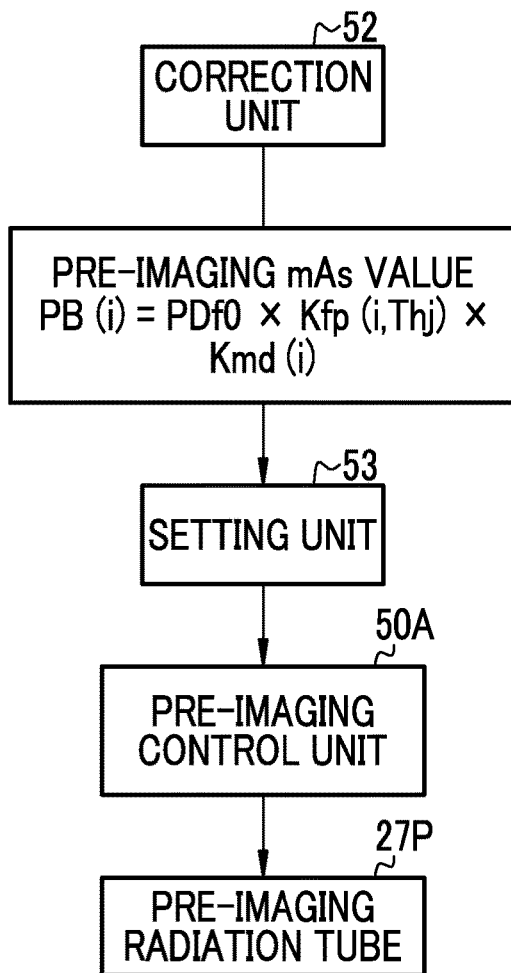 52
CORRECTION
UNIT
PRE-IMAGING mAs VALUE
PB (i) = PDf0 × Kfp (i,Thj) ×
Kmd (i)
53
SETTING UNIT
50A
PRE-IMAGING
CONTROL UNIT
27P
PRE-IMAGING
RADIATION TUBE